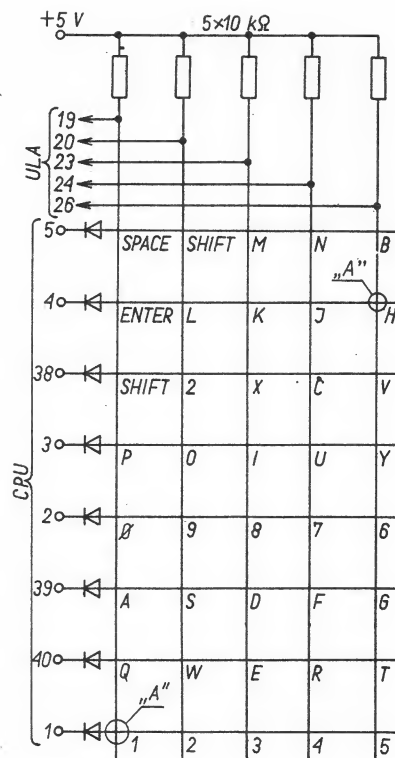 +5 V 5×10 kΩ
19
20
23
24
26
ULA
5 SPACE SHIFT M N B
„A"
4 ENTER L K J H
38 SHIFT 2 X C V
3 P O I U Y
CPU
2 Ø 9 8 7 6
39 A S D F G
40 Q W E R T
„A"
1 1 2 3 4 5